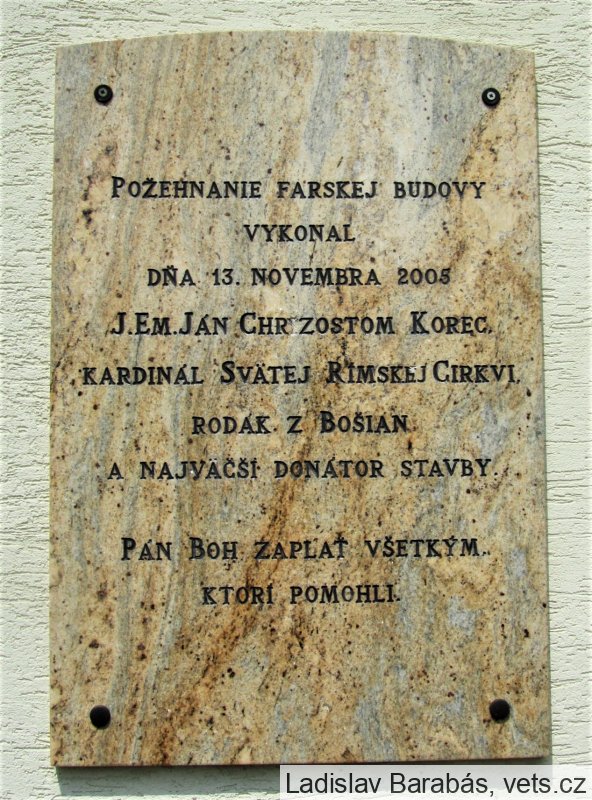 Požehnanie farskej budovy
vykonal
dňa 13. novembra 2005
J.Em.Ján Chryzostom Korec,
kardinál Svätej Rímskej Cirkvi,
rodák z Bošian
a najväčší donátor stavby.
Pán Boh zaplať všetkým,
ktorí pomohli.
Ladislav Barabás, vets.cz